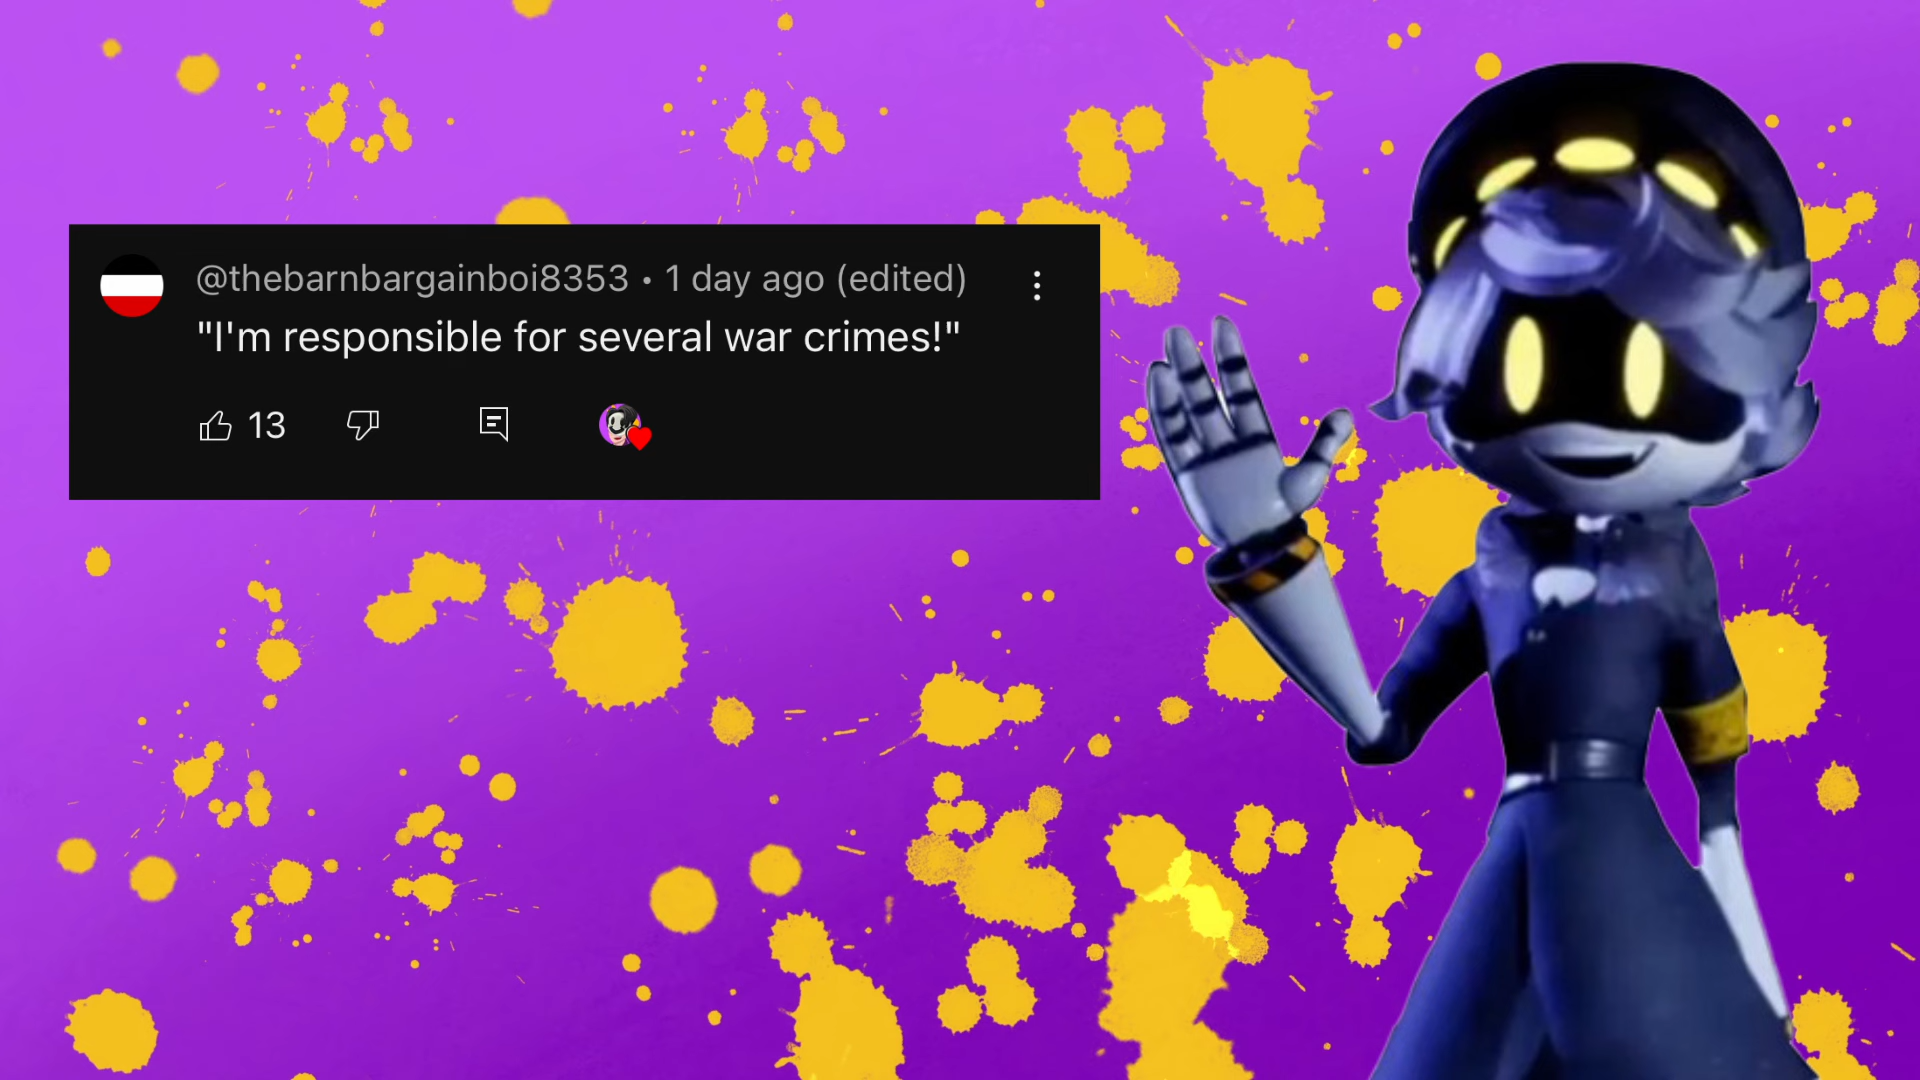 @thebarnbargainboi8353 • 1 day ago (edited)
"I'm responsible for several war crimes!"
13